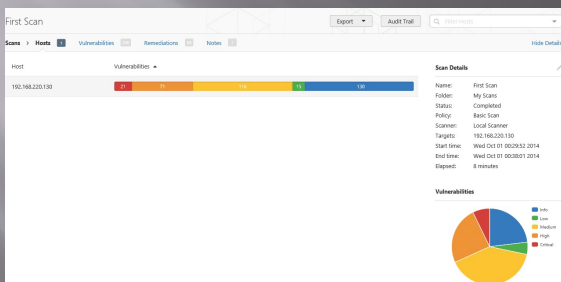 First Scan
Export
Audit Trail
Filter Hosts
Scans > Hosts 1 Vulnerabilities Remediations Notes
Hide Details
Host Vulnerabilities
192.168.220.130 21 71 116 15 130
Scan Details
Name: First Scan
Folder: My Scans
Status: Completed
Policy: Basic Scan
Scanner: Local Scanner
Targets: 192.168.220.130
Start time: Wed Oct 01 00:29:52 2014
End time: Wed Oct 01 00:38:01 2014
Elapsed: 8 minutes
Vulnerabilities
Info
Low
Medium
High
Critical